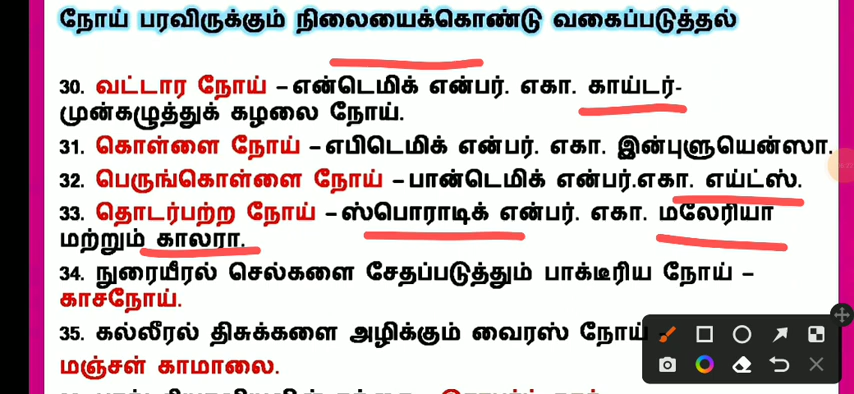 நோய் பரவிருக்கும் நிலையைக்கொண்டு வகைப்படுத்தல்
30. வட்டார நோய் – என்டெமிக் என்பர். எகா. காய்டர்-
முன்கழுத்துக் கழலை நோய்.
31. கொள்ளை நோய் – எபிடெமிக் என்பர். எகா. இன்புளுயென்ஸா.
32. பெருங்கொள்ளை நோய் – பான்டெமிக் என்பர்.எகா. எய்ட்ஸ்.
33. தொடர்பற்ற நோய் – ஸ்பொராடிக் என்பர். எகா. மலேரியா
மற்றும் காலரா.
34. நுரையீரல் செல்களை சேதப்படுத்தும் பாக்டீரிய நோய் –
காசநோய்.
35. கல்லீரல் திசுக்களை அழிக்கும் வைரஸ் நோய் –
மஞ்சள் காமாலை.